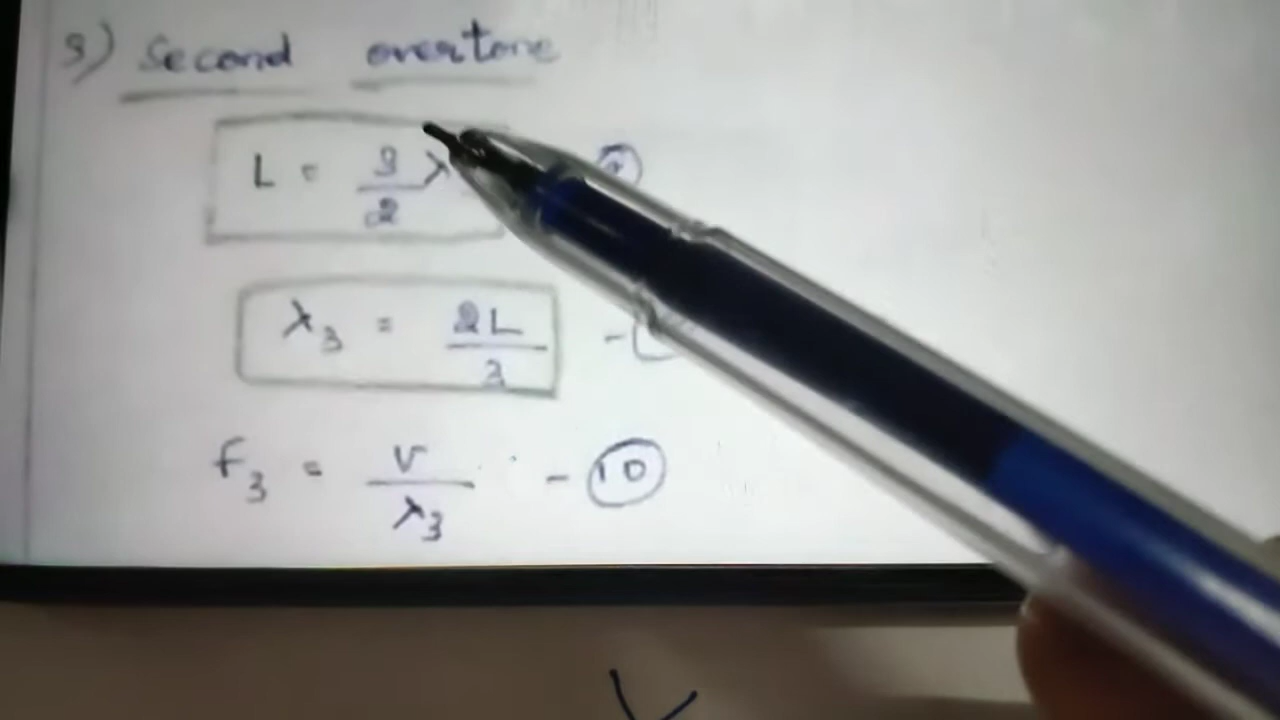 3) Second overtone
L = 3/2 λ
λ3 = 2L/3 -
f3 = v/λ3 - 10